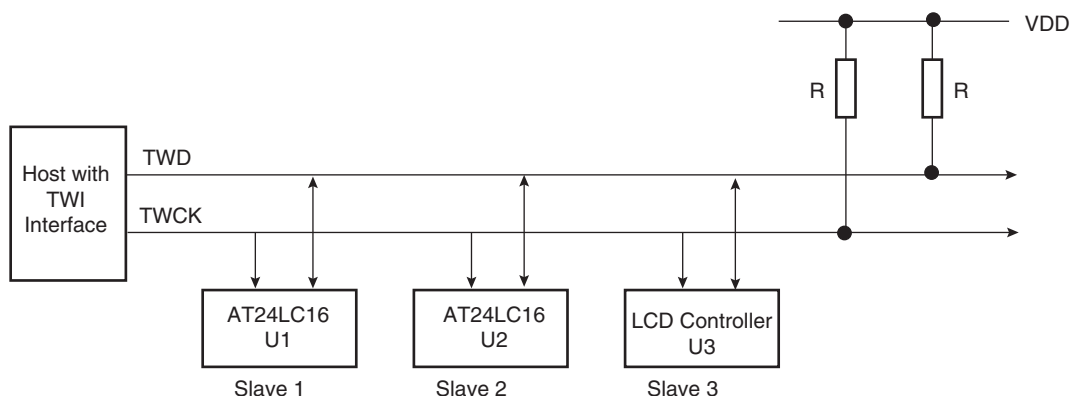 VDD
R
R
Host with
TWI
Interface
TWD
TWCK
AT24LC16
U1
AT24LC16
U2
LCD Controller
U3
Slave 1
Slave 2
Slave 3